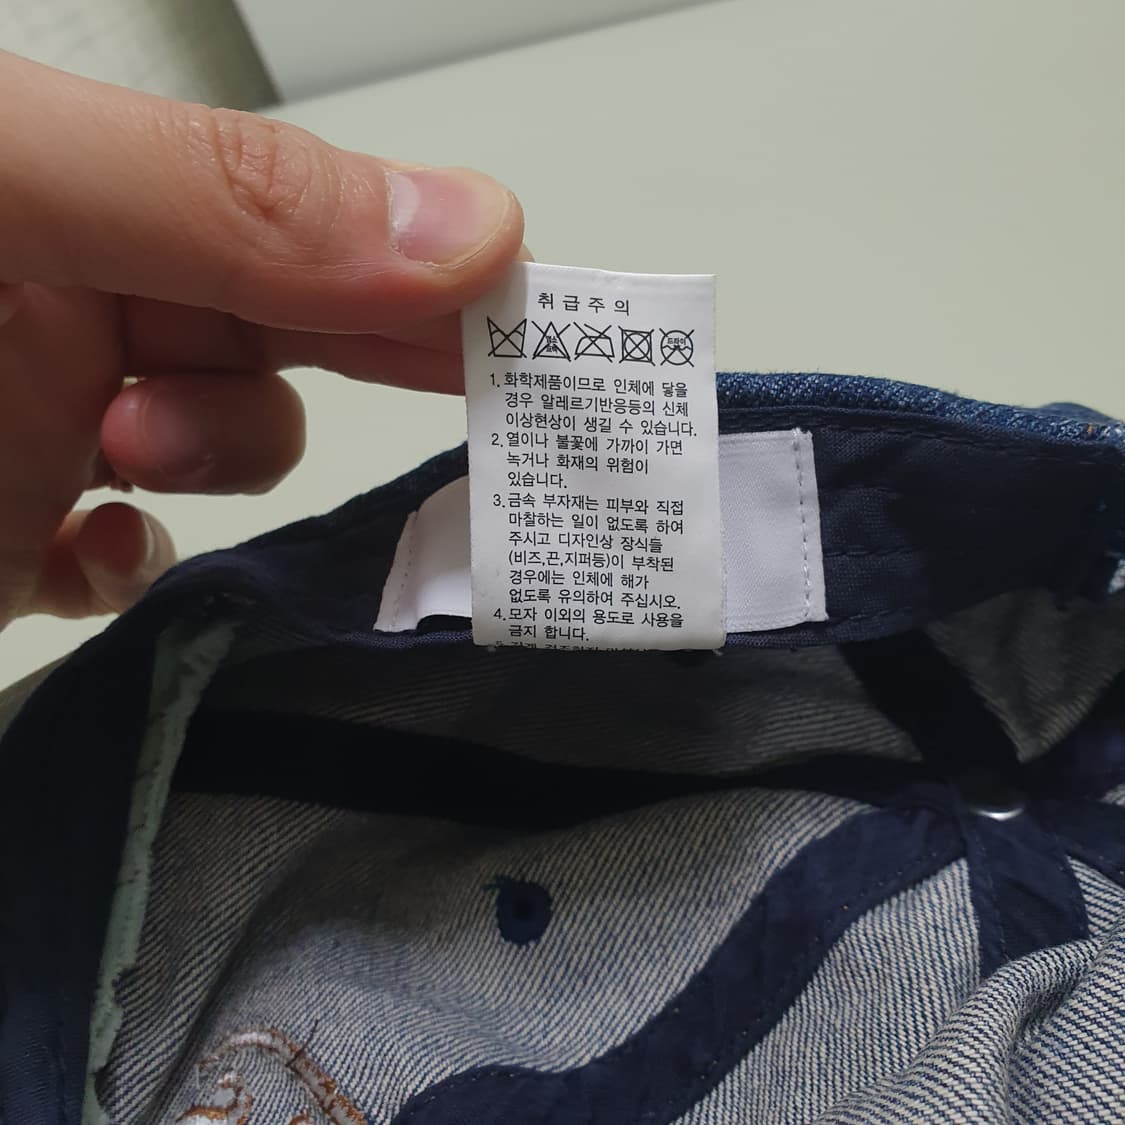 취급주의
염소 표백
드라이
1. 화학제품이므로 인체에 닿을
경우 알레르기반응등의 신체
이상현상이 생길 수 있습니다.
2. 열이나 불꽃에 가까이 가면
녹거나 화재의 위험이
있습니다.
3. 금속 부자재는 피부와 직접
마찰하는 일이 없도록 하여
주시고 디자인상 장식들
(비즈,끈,지퍼등)이 부착된
경우에는 인체에 해가
없도록 유의하여 주십시오.
4. 모자 이외의 용도로 사용을
금지 합니다.